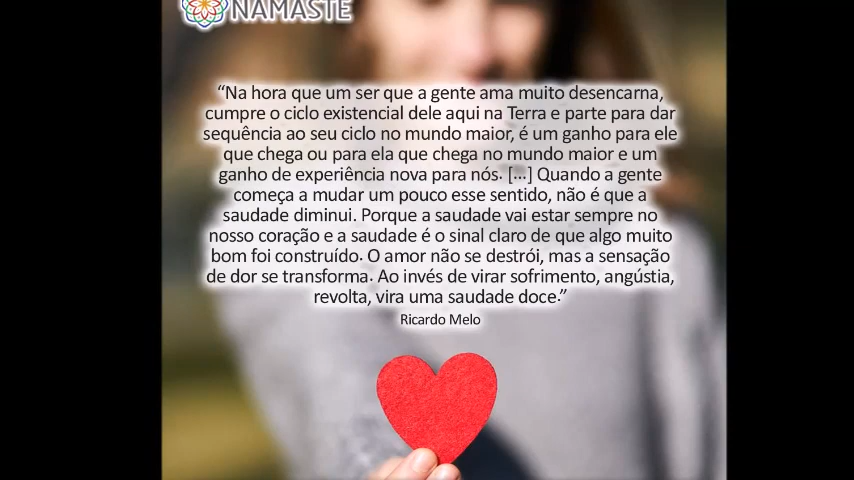 NAMASTÊ
“Na hora que um ser que a gente ama muito desencarna,
cumpre o ciclo existencial dele aqui na Terra e parte para dar
sequência ao seu ciclo no mundo maior, é um ganho para ele
que chega ou para ela que chega no mundo maior e um
ganho de experiência nova para nós. [...] Quando a gente
começa a mudar um pouco esse sentido, não é que a
saudade diminui. Porque a saudade vai estar sempre no
nosso coração e a saudade é o sinal claro de que algo muito
bom foi construído. O amor não se destrói, mas a sensação
de dor se transforma. Ao invés de virar sofrimento, angústia,
revolta, vira uma saudade doce.”
Ricardo Melo